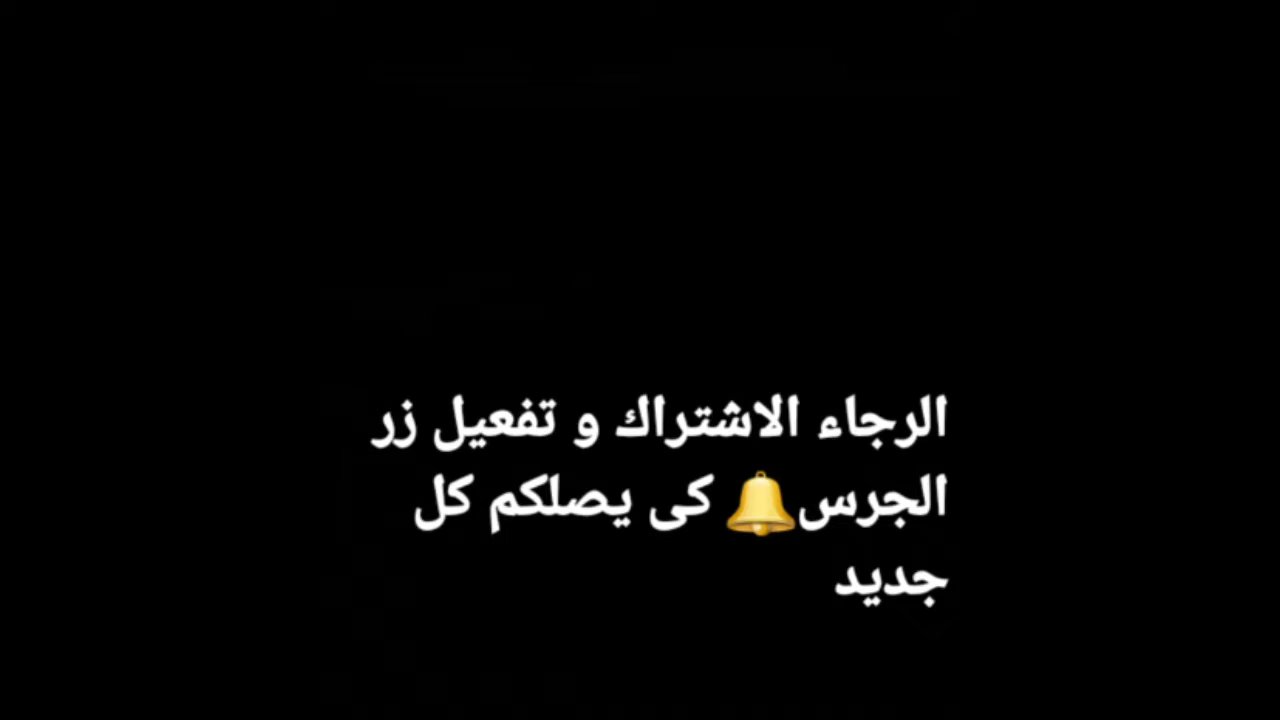 الرجاء الاشتراك و تفعيل زر
الجرس🔔 كى يصلكم كل
جديد